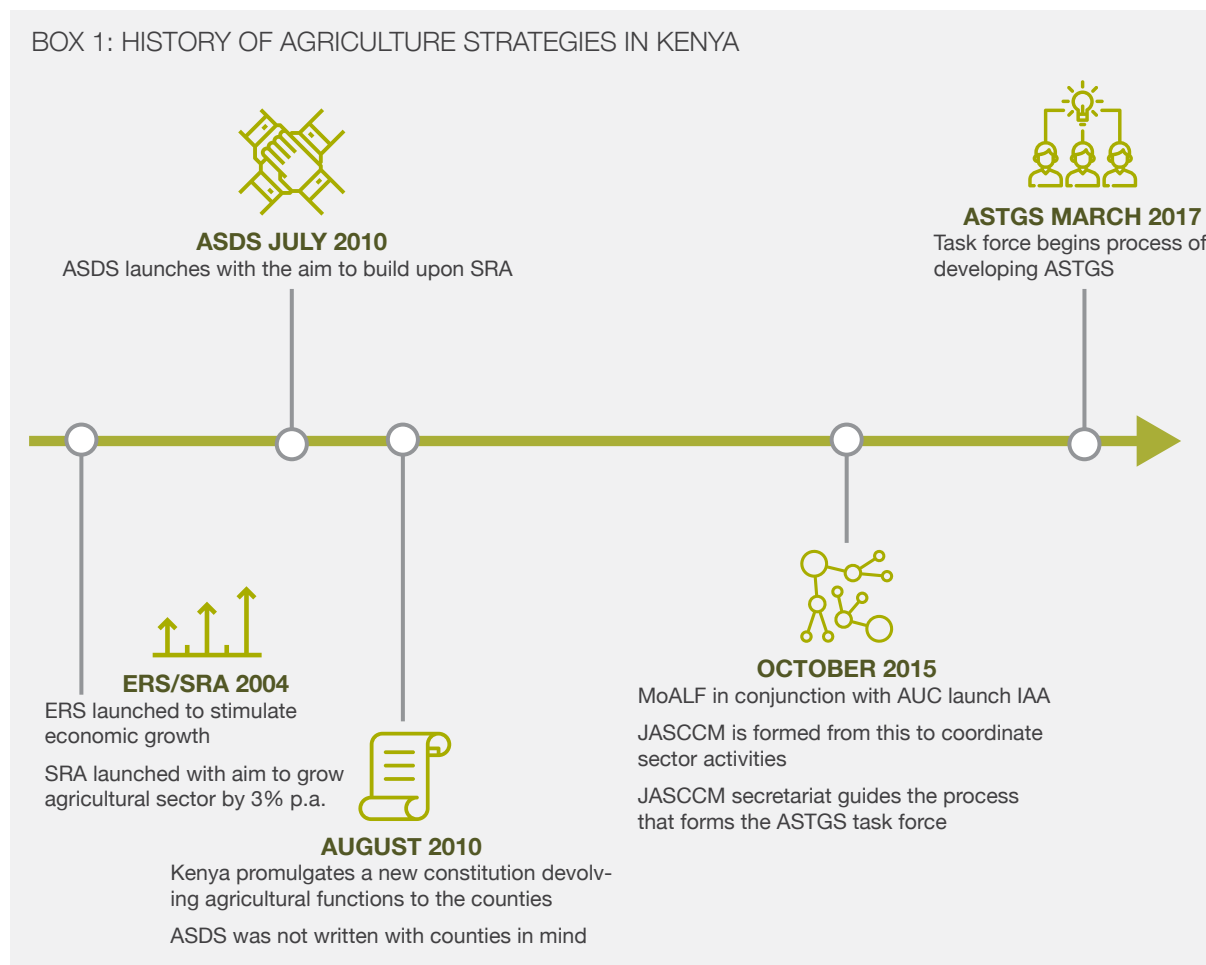 BOX 1: HISTORY OF AGRICULTURE STRATEGIES IN KENYA
ASDS JULY 2010
ASDS launches with the aim to build upon SRA
ASTGS MARCH 2017
Task force begins process of
developing ASTGS
ERS/SRA 2004
ERS launched to stimulate
economic growth
SRA launched with aim to grow
agricultural sector by 3% p.a.
AUGUST 2010
Kenya promulgates a new constitution devolv-
ing agricultural functions to the counties
ASDS was not written with counties in mind
OCTOBER 2015
MoALF in conjunction with AUC launch IAA
JASCCM is formed from this to coordinate
sector activities
JASCCM secretariat guides the process
that forms the ASTGS task force